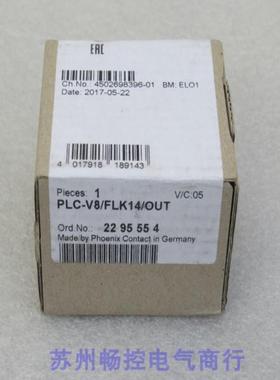 EAC
Ch.No.: 4502698396-01 BM: ELO1
Date: 2017-05-22
4 017918 189143
Pieces: 1 V/C:05
PLC-V8/FLK14/OUT
Ord.No.: 22 95 55 4
Made by Phoenix Contact in Germany
苏州畅控电气商行